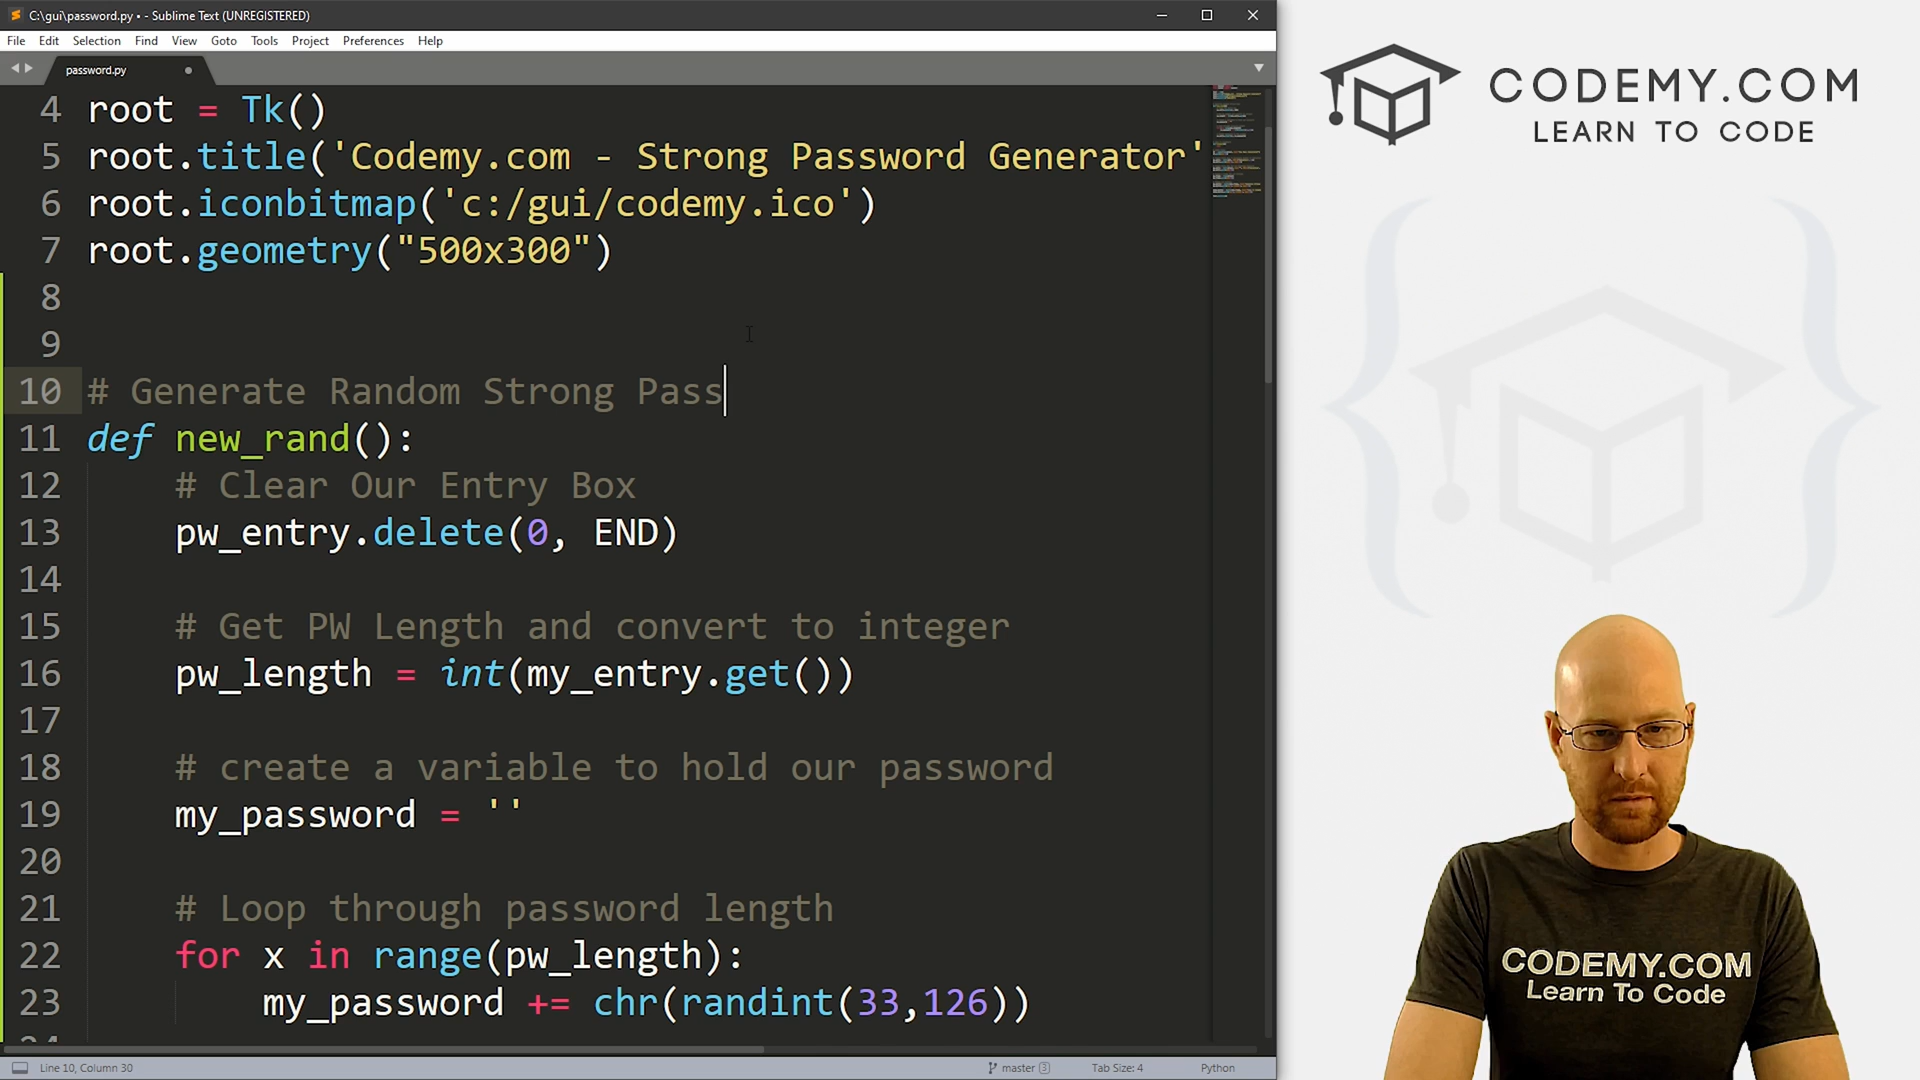 C:\gui\password.py • - Sublime Text (UNREGISTERED)
File Edit Selection Find View Goto Tools Project Preferences Help
password.py
4 root = Tk()
5 root.title('Codemy.com - Strong Password Generator'
6 root.iconbitmap('c:/gui/codemy.ico')
7 root.geometry("500x300")
8
9
10 # Generate Random Strong Pass
11 def new_rand():
12 # Clear Our Entry Box
13 pw_entry.delete(0, END)
14
15 # Get PW Length and convert to integer
16 pw_length = int(my_entry.get())
17
18 # create a variable to hold our password
19 my_password = ''
20
21 # Loop through password length
22 for x in range(pw_length):
23 my_password += chr(randint(33,126))
Line 10, Column 30
master 3
Tab Size: 4
Python
CODEMY.COM
LEARN TO CODE
CODEMY.COM
Learn To Code